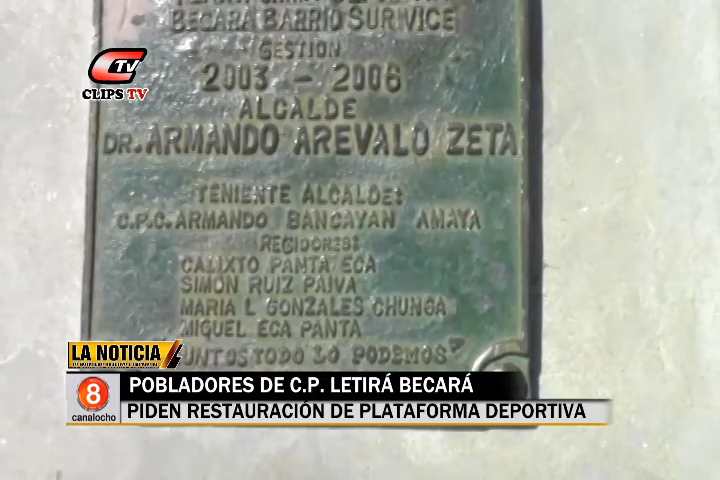 BECARA BARRIO SURIVICE
GESTION
2003 - 2006
ALCALDE
DR. ARMANDO AREVALO ZETA
TENIENTE ALCALDE:
C.P.C. ARMANDO BANCAYAN AMAYA
REGIDORES:
CALIXTO PANTA ECA
SIMON RUIZ PAIVA
MARIA L GONZALES CHUNGA
MIGUEL ECA PANTA
TODO LO PODEMOS"
CTV
CLIPS TV
LA NOTICIA
8
canalocho
POBLADORES DE C.P. LETIRÁ BECARÁ
PIDEN RESTAURACIÓN DE PLATAFORMA DEPORTIVA